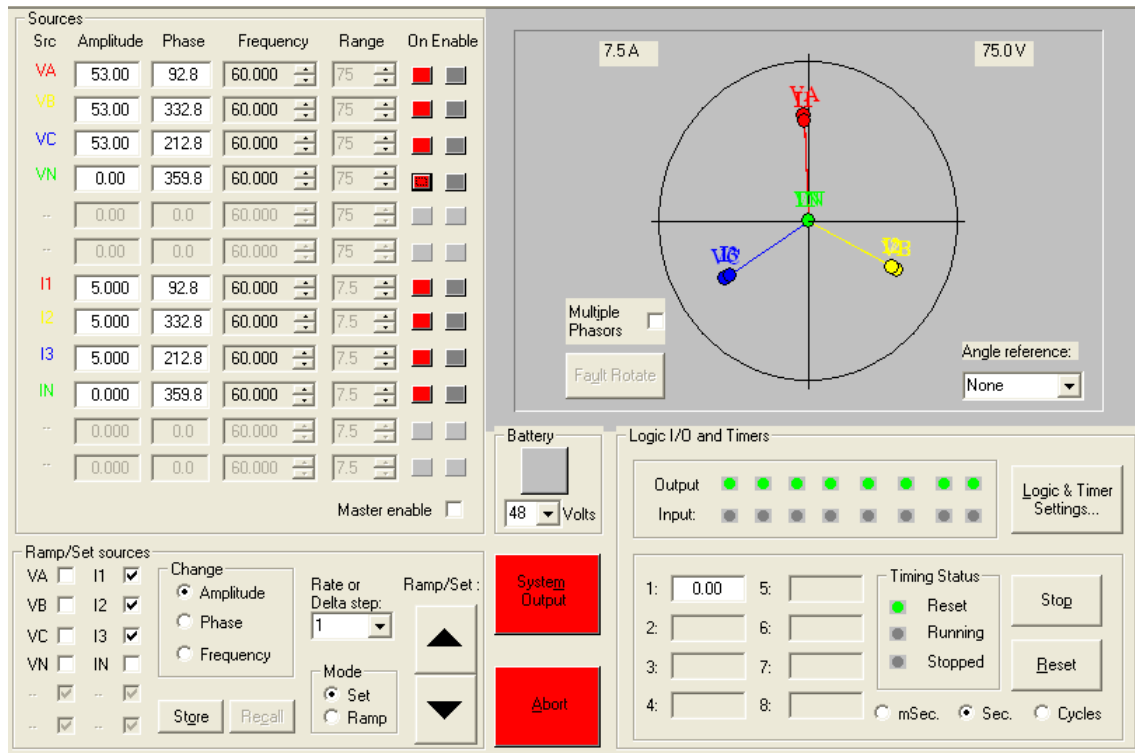 Sources
Src Amplitude Phase Frequency Range On Enable
VA 53.00 92.8 60.000 75
VB 53.00 332.8 60.000 75
VC 53.00 212.8 60.000 75
VN 0.00 359.8 60.000 75
-- 0.00 0.0 60.000 75
-- 0.00 0.0 60.000 75
I1 5.000 92.8 60.000 7.5
I2 5.000 332.8 60.000 7.5
I3 5.000 212.8 60.000 7.5
IN 0.000 359.8 60.000 7.5
-- 0.000 0.0 60.000 7.5
-- 0.000 0.0 60.000 7.5
Master enable
7.5 A
75.0 V
Multiple
Phasors
Fault Rotate
Angle reference:
None
Battery
48 Volts
Logic I/O and Timers
Output
Input:
Logic & Timer
Settings...
Ramp/Set sources
VA I1
VB I2
VC I3
VN IN
-- --
-- --
Change
Amplitude
Phase
Frequency
Rate or
Delta step:
1
Ramp/Set :
Mode
Set
Ramp
Store
Recall
System
Output
Abort
1: 0.00 5:
2: 6:
3: 7:
4: 8:
Timing Status
Reset
Running
Stopped
Stop
Reset
mSec. Sec. Cycles